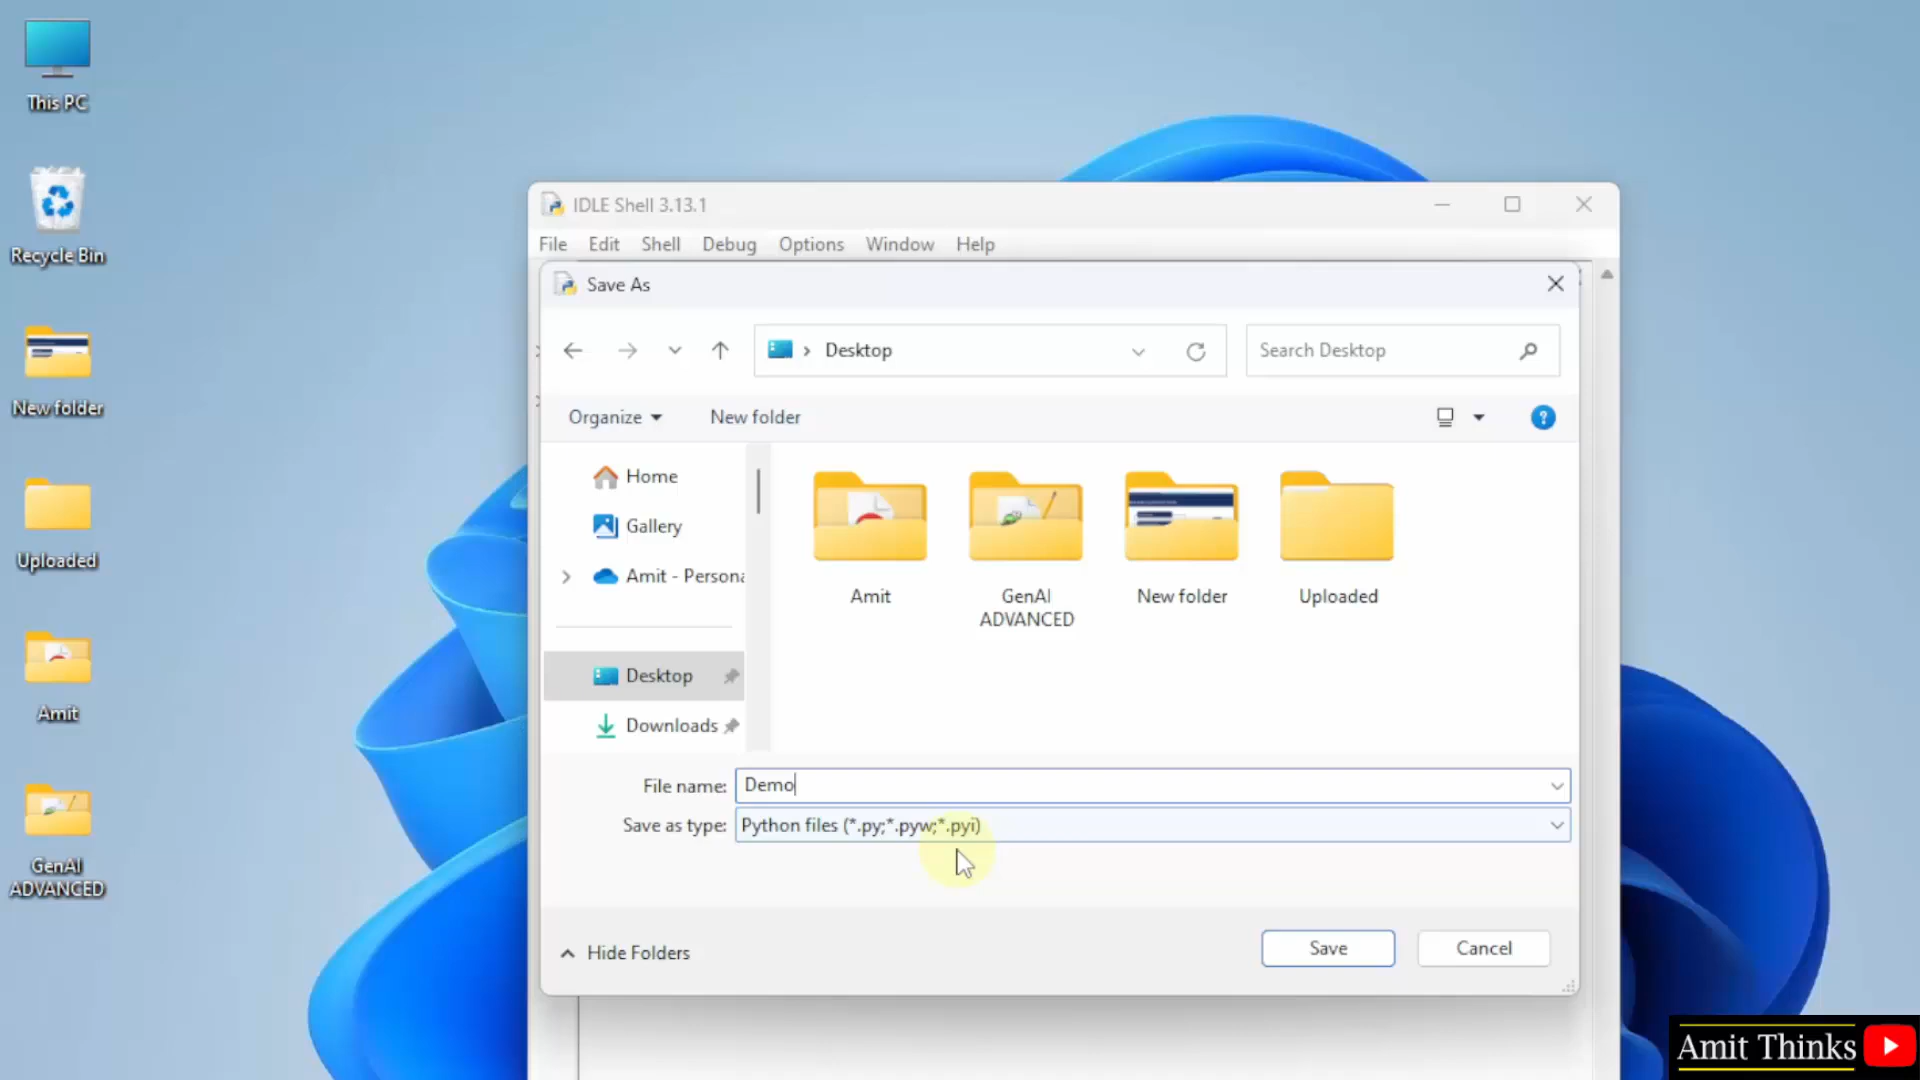 This PC
Recycle Bin
New folder
Uploaded
Amit
GenAI
ADVANCED
IDLE Shell 3.13.1
File Edit Shell Debug Options Window Help
Save As
Desktop
Search Desktop
Organize New folder
Home
Gallery
Amit - Persona
Desktop
Downloads
Amit
GenAI
ADVANCED
New folder
Uploaded
File name: Demo
Save as type: Python files (*.py;*.pyw;*.pyi)
Hide Folders
Save
Cancel
Amit Thinks